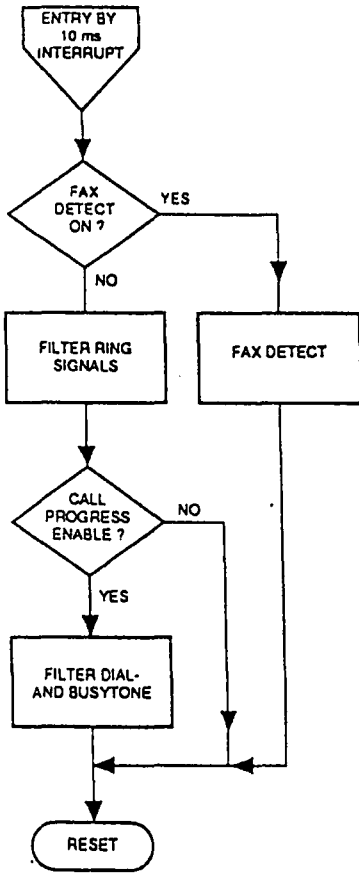 ENTRY BY
10 ms
INTERRUPT
FAX
DETECT
ON ?
YES
NO
FILTER RING
SIGNALS
FAX DETECT
CALL
PROGRESS
ENABLE ?
NO
YES
FILTER DIAL-
AND BUSYTONE
RESET